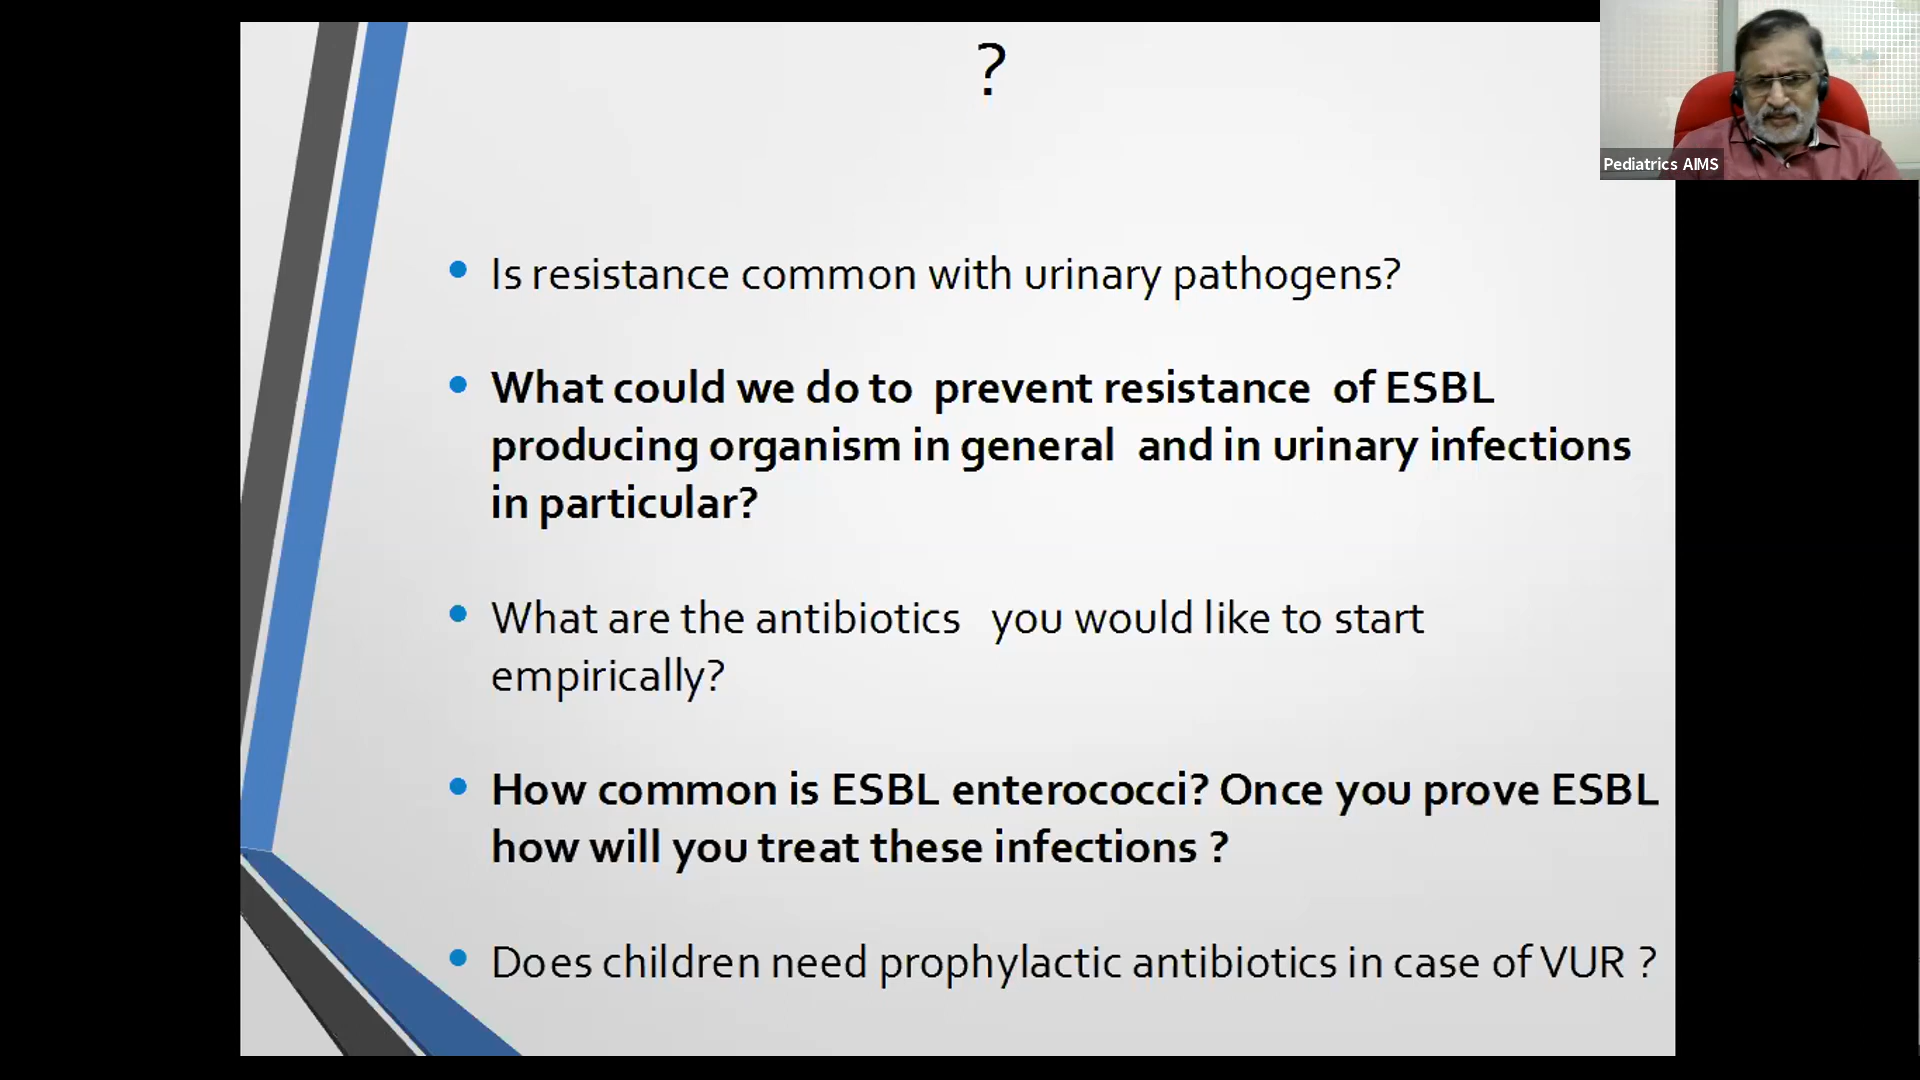 ?
Pediatrics AIMS
• Is resistance common with urinary pathogens?
• What could we do to prevent resistance of ESBL
producing organism in general and in urinary infections
in particular?
• What are the antibiotics you would like to start
empirically?
• How common is ESBL enterococci? Once you prove ESBL
how will you treat these infections ?
• Does children need prophylactic antibiotics in case of VUR ?